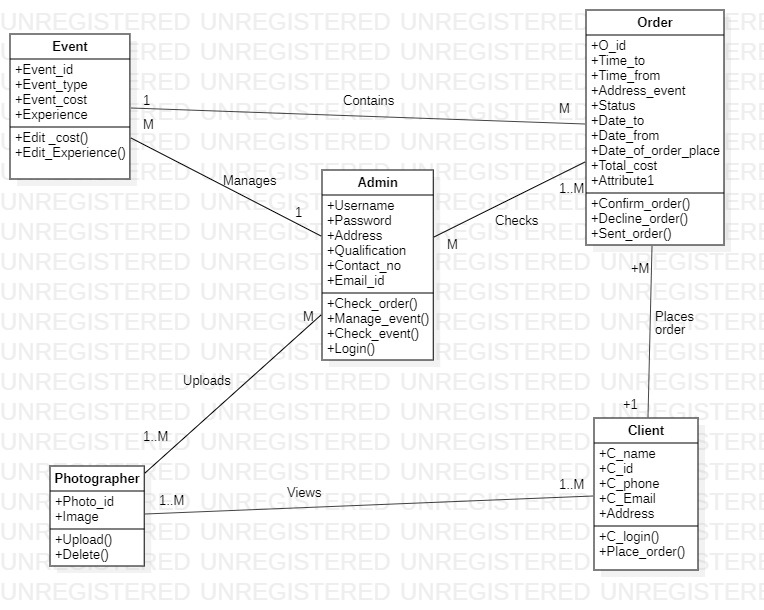 Event
+Event_id
+Event_type
+Event_cost
+Experience
+Edit _cost()
+Edit_Experience()
1
Contains
M
M
Manages
1
Order
+O_id
+Time_to
+Time_from
+Address_event
+Status
+Date_to
+Date_from
+Date_of_order_place
+Total_cost
+Attribute1
+Confirm_order()
+Decline_order()
+Sent_order()
Admin
+Username
+Password
+Address
+Qualification
+Contact_no
+Email_id
+Check_order()
+Manage_event()
+Check_event()
+Login()
1..M
Checks
M
+M
Places
order
+1
M
Uploads
1..M
Photographer
+Photo_id
+Image
+Upload()
+Delete()
1..M
Views
1..M
Client
+C_name
+C_id
+C_phone
+C_Email
+Address
+C_login()
+Place_order()
UNREGISTERED